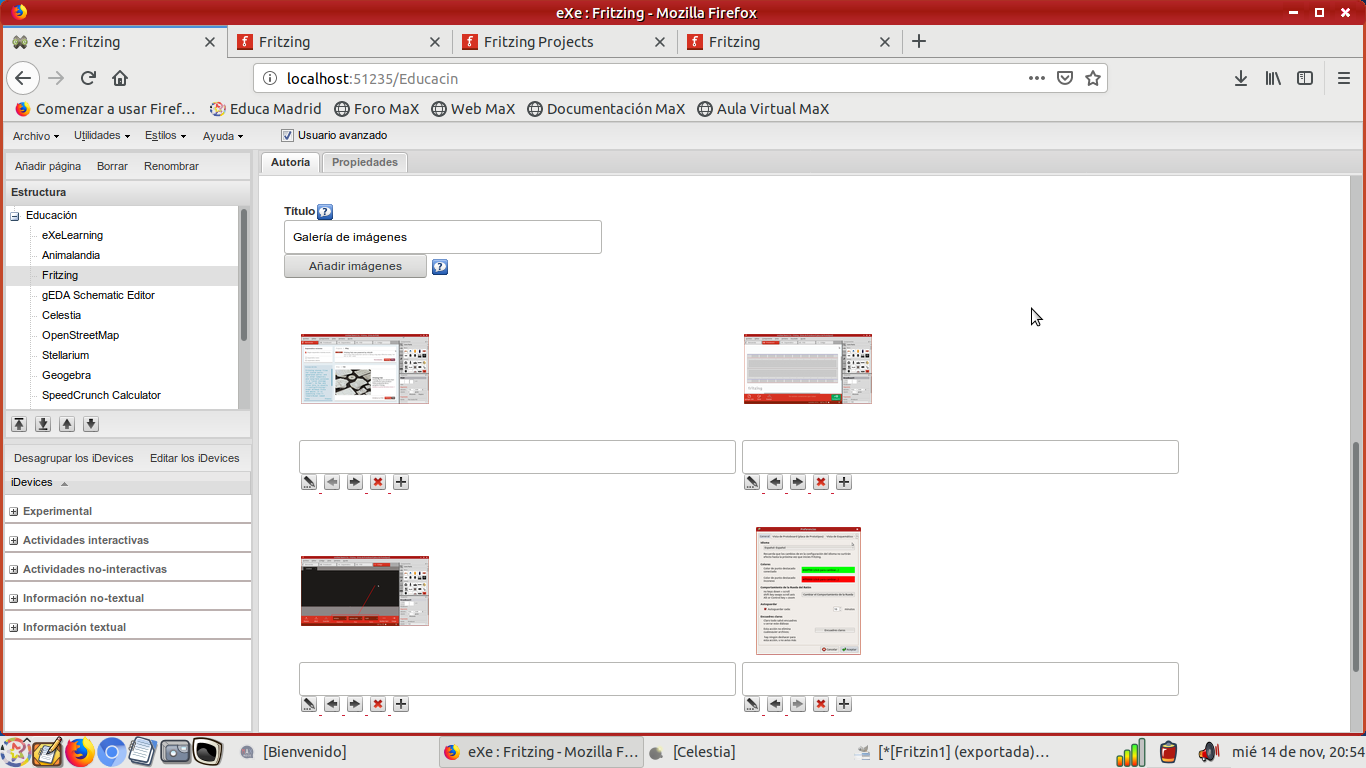 eXe : Fritzing - Mozilla Firefox
eXe : Fritzing
Fritzing
Fritzing Projects
Fritzing
localhost:51235/Educacin
Comenzar a usar Firef…
Educa Madrid
Foro MaX
Web MaX
Documentación MaX
Aula Virtual MaX
Archivo
Utilidades
Estilos
Ayuda
Usuario avanzado
Añadir página
Borrar
Renombrar
Autoría
Propiedades
Estructura
Educación
eXeLearning
Animalandia
Fritzing
gEDA Schematic Editor
Celestia
OpenStreetMap
Stellarium
Geogebra
SpeedCrunch Calculator
Título
Galería de imágenes
Añadir imágenes
Desagrupar los iDevices
Editar los iDevices
iDevices
Experimental
Actividades interactivas
Actividades no-interactivas
Información no textual
Información textual
[Bienvenido]
eXe : Fritzing - Mozilla F…
[Celestia]
[*[Fritzin1] (exportada)…
mié 14 de nov, 20:54